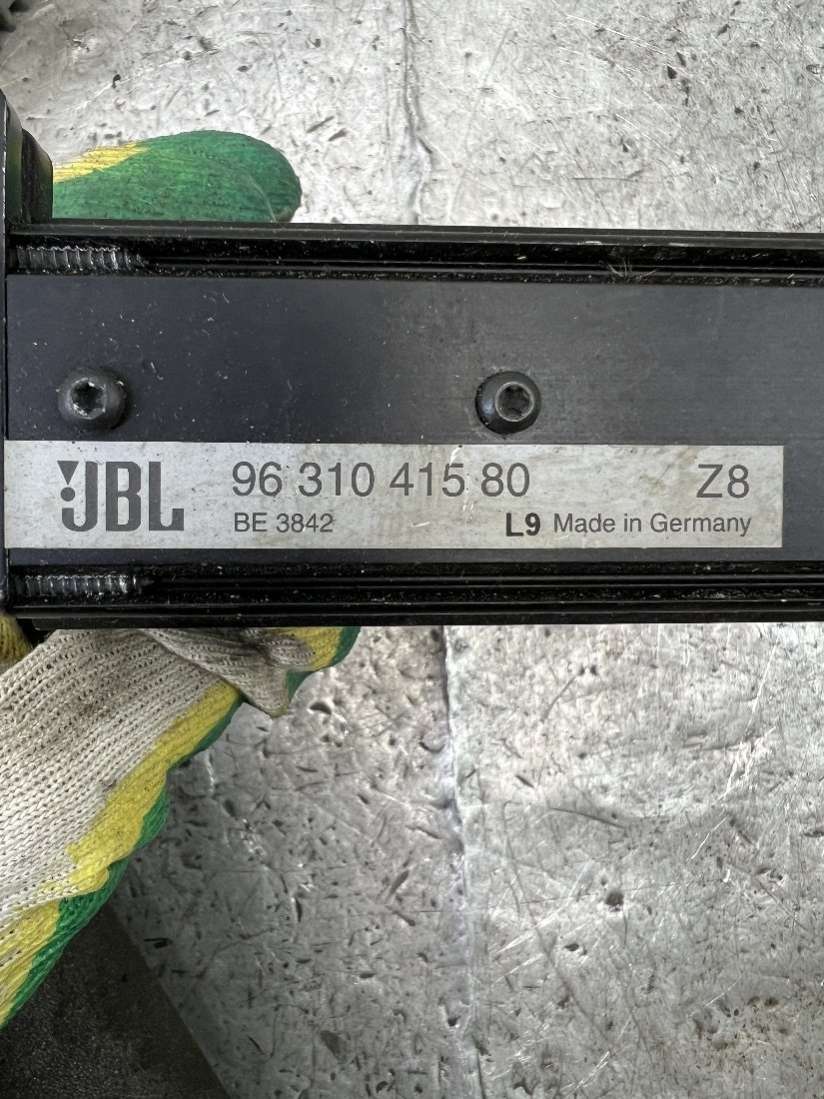 JBL 96 310 415 80 Z8
BE 3842 L9 Made in Germany